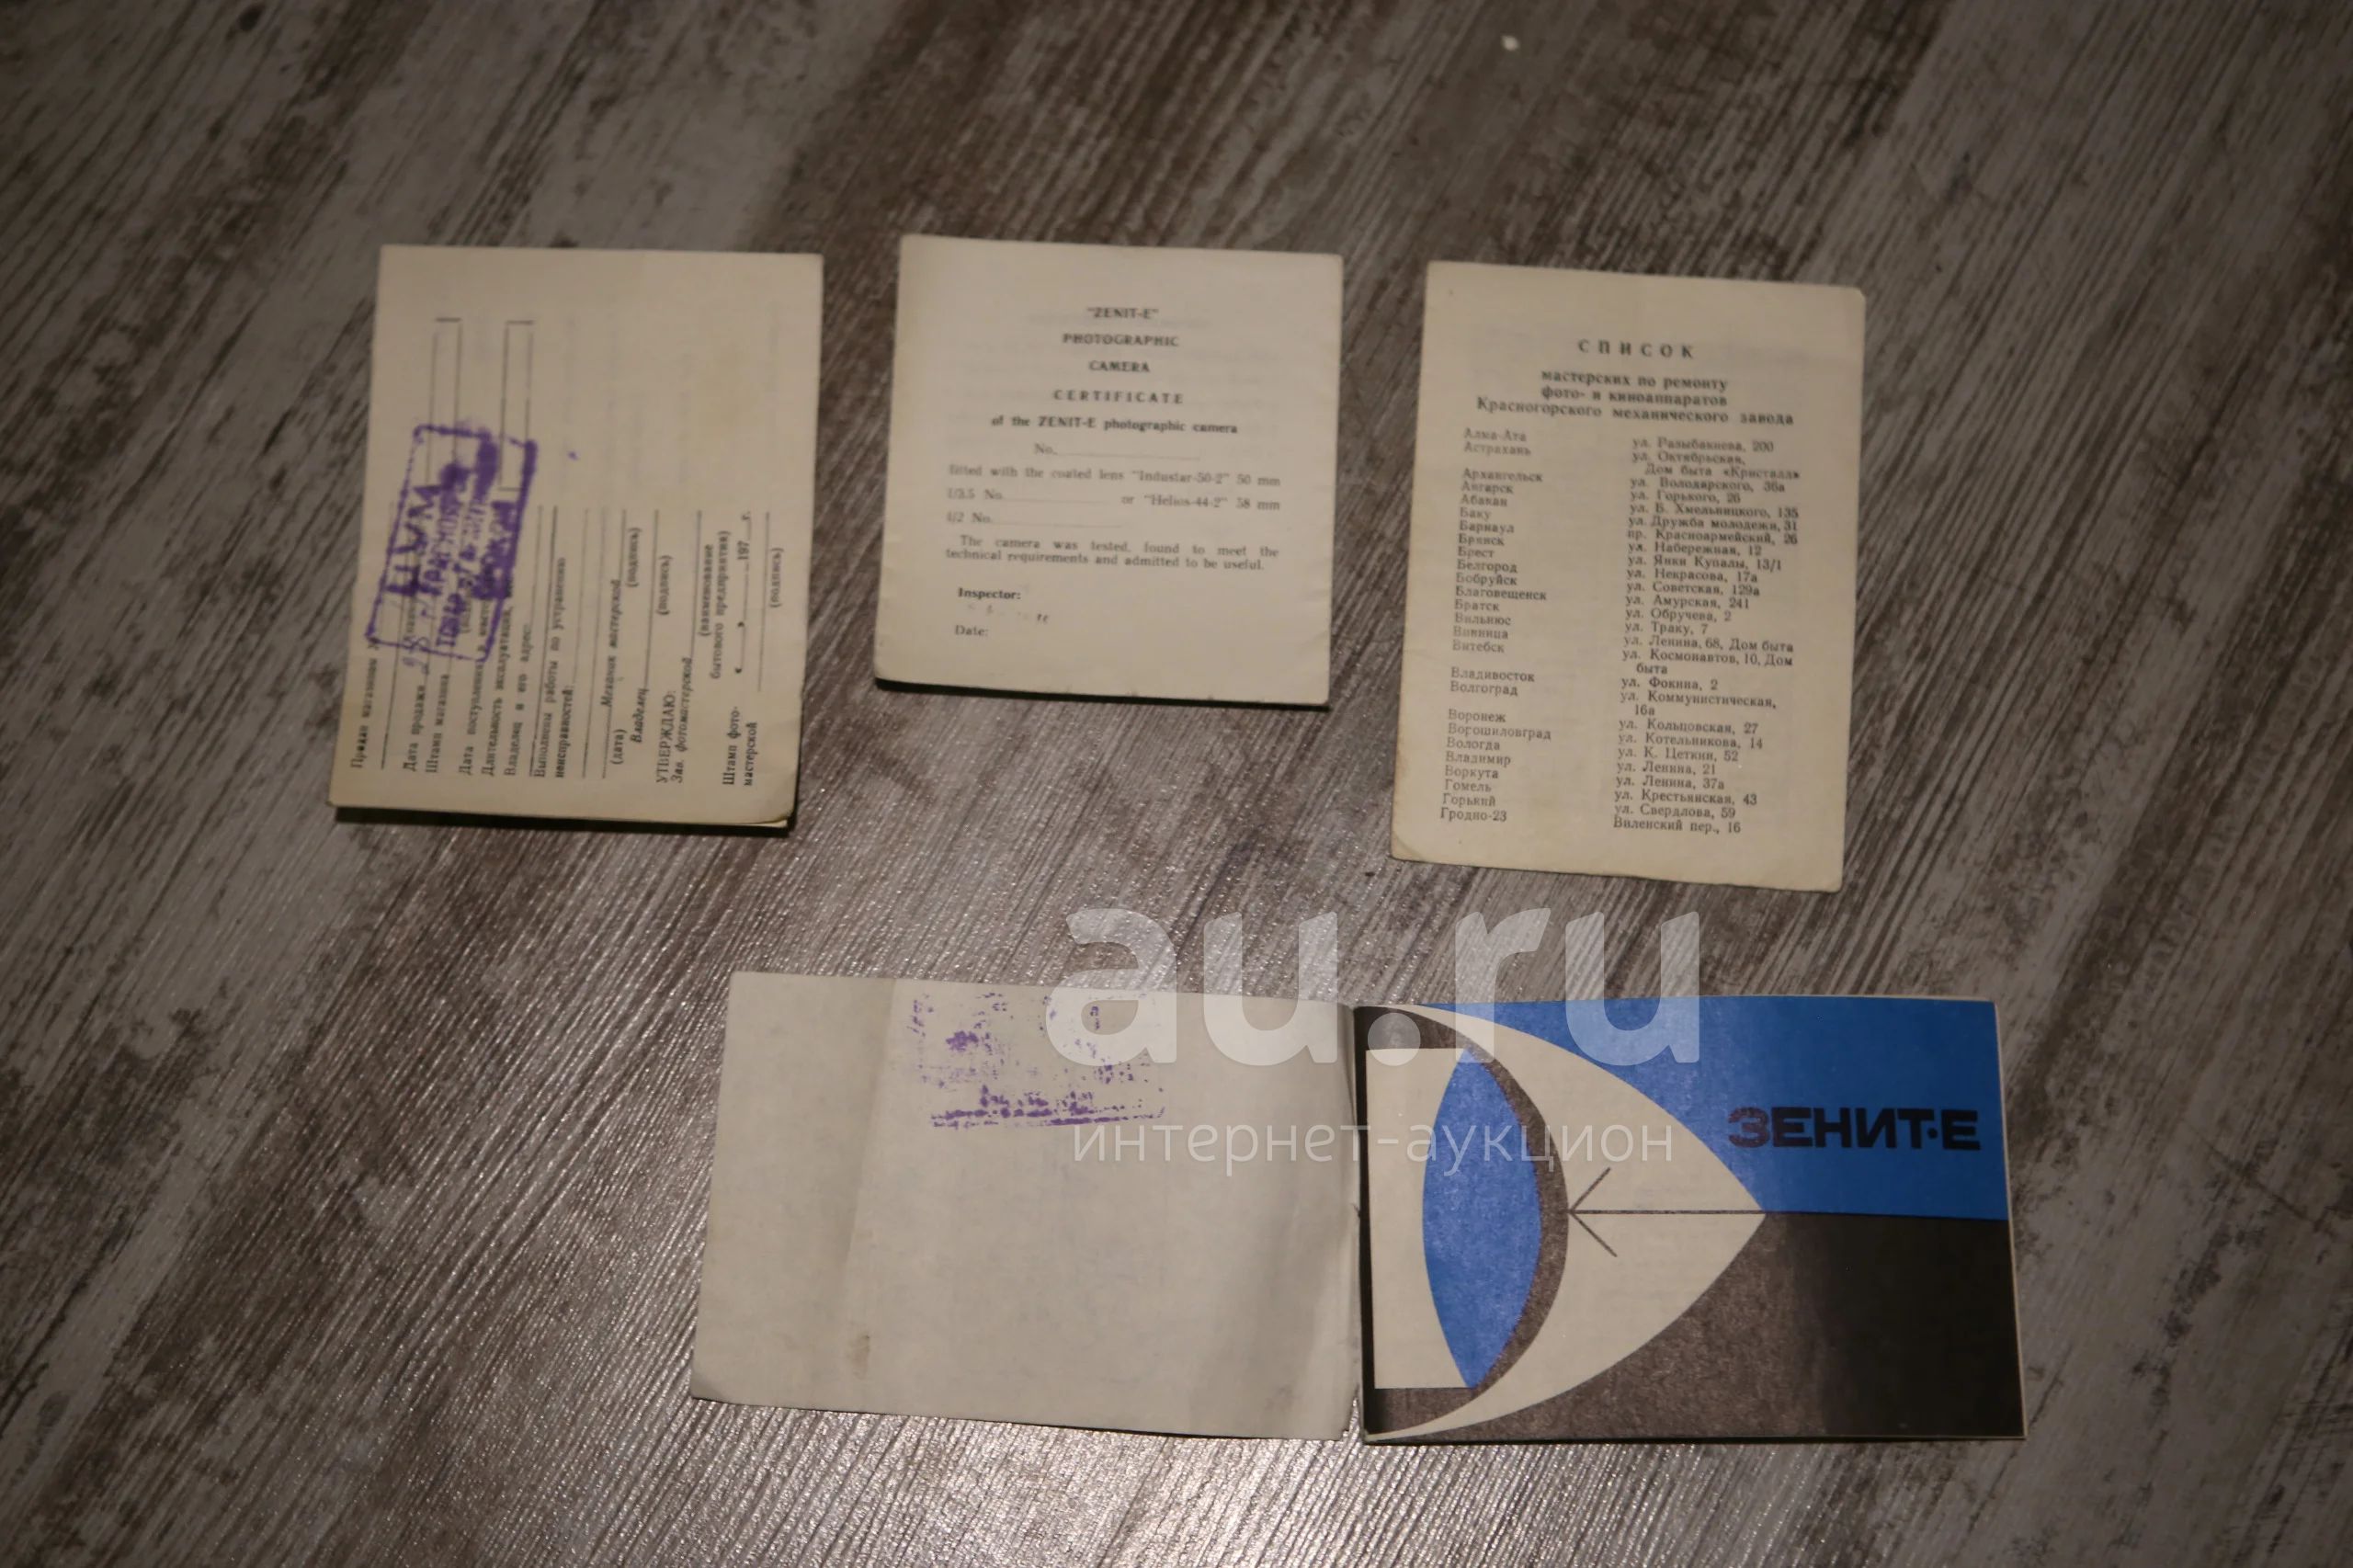 Продан магазином №
Дата продажи
Штамп магазина
Дата поступления в
Длительность эксплуатации
Владелец и его адрес
Выполнены работы по устранению
неисправностей:
Механик мастерской
(дата) (подпись)
Владелец
(подпись)
УТВЕРЖДАЮ:
Зав. фотомастерской
(наименование
бытового предприятия)
Штамп фото-
мастерской
« » 197 г.
(подпись)
"ZENIT-E"
PHOTOGRAPHIC
CAMERA
CERTIFICATE
of the ZENIT-E photographic camera
No.
fitted with the coated lens "Industar-50-2" 50 mm
1/3.5 No. or "Helios-44-2" 58 mm
1/2 No.
The camera was tested, found to meet the
technical requirements and admitted to be useful.
Inspector:
Date:
СПИСОК
мастерских по ремонту
фото- и киноаппаратов
Красногорского механического завода
Алма-Ата ул. Розыбакиева, 200
Астрахань ул. Октябрьская,
Дом быта «Кристалл»
Архангельск ул. Володарского, 36а
Ангарск ул. Горького, 26
Абакан ул. Б. Хмельницкого, 135
Баку ул. Дружба молодежи, 31
Барнаул пр. Красноармейский, 26
Брянск ул. Набережная, 12
Брест ул. Янки Купалы, 13/1
Белгород ул. Некрасова, 17а
Бобруйск ул. Советская, 129а
Благовещенск ул. Амурская, 241
Братск ул. Обручева, 2
Вильнюс ул. Траку, 7
Винница ул. Ленина, 68, Дом быта
Витебск ул. Космонавтов, 10, Дом
быта
Владивосток ул. Фокина, 2
Волгоград ул. Коммунистическая,
16а
Воронеж ул. Кольцовская, 27
Ворошиловград ул. Котельникова, 14
Вологда ул. К. Цеткин, 52
Владимир ул. Ленина, 21
Воркута ул. Ленина, 37а
Гомель ул. Крестьянская, 43
Горький ул. Свердлова, 59
Гродно-23 Виленский пер., 16
au.ru
интернет-аукцион
ЗЕНИТ·Е